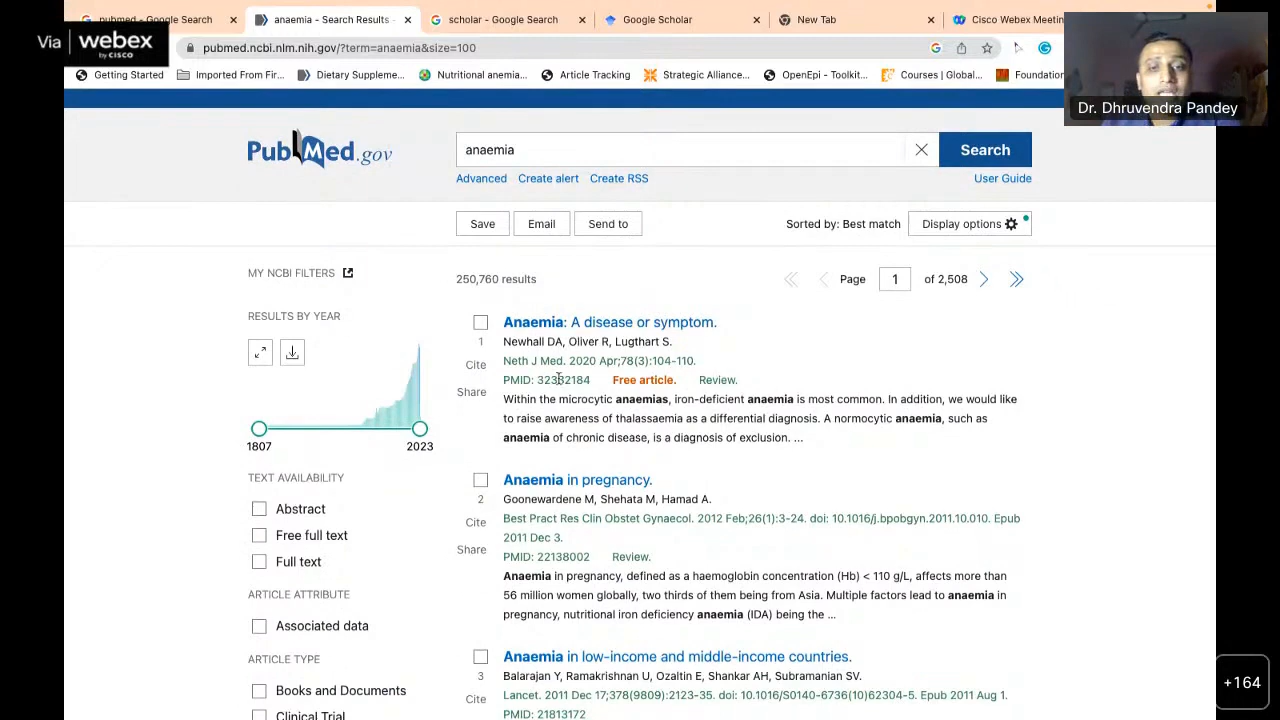 pubmed - Google Search
anaemia - Search Results -
scholar - Google Search
Google Scholar
New Tab
Cisco Webex Meetin
Via webex
by CISCO
pubmed.ncbi.nlm.nih.gov/?term=anaemia&size=100
Getting Started
Imported From Fir...
Dietary Suppleme...
Nutritional anemia...
Article Tracking
Strategic Alliance...
OpenEpi - Toolkit...
Courses | Global...
Foundation
Dr. Dhruvendra Pandey
PubMed.gov
anaemia
Search
Advanced
Create alert
Create RSS
User Guide
Save
Email
Send to
Sorted by: Best match
Display options
MY NCBI FILTERS
250,760 results
Page
1
of 2,508
RESULTS BY YEAR
1807
2023
TEXT AVAILABILITY
Abstract
Free full text
Full text
ARTICLE ATTRIBUTE
Associated data
ARTICLE TYPE
Books and Documents
Clinical Trial
Anaemia: A disease or symptom.
1
Newhall DA, Oliver R, Lugthart S.
Cite
Neth J Med. 2020 Apr;78(3):104-110.
PMID: 32332184 Free article. Review.
Share
Within the microcytic anaemias, iron-deficient anaemia is most common. In addition, we would like
to raise awareness of thalassaemia as a differential diagnosis. A normocytic anaemia, such as
anaemia of chronic disease, is a diagnosis of exclusion. ...
Anaemia in pregnancy.
2
Goonewardene M, Shehata M, Hamad A.
Cite
Best Pract Res Clin Obstet Gynaecol. 2012 Feb;26(1):3-24. doi: 10.1016/j.bpobgyn.2011.10.010. Epub
2011 Dec 3.
Share
PMID: 22138002 Review.
Anaemia in pregnancy, defined as a haemoglobin concentration (Hb) < 110 g/L, affects more than
56 million women globally, two thirds of them being from Asia. Multiple factors lead to anaemia in
pregnancy, nutritional iron deficiency anaemia (IDA) being the ...
Anaemia in low-income and middle-income countries.
3
Balarajan Y, Ramakrishnan U, Ozaltin E, Shankar AH, Subramanian SV.
Cite
Lancet. 2011 Dec 17;378(9809):2123-35. doi: 10.1016/S0140-6736(10)62304-5. Epub 2011 Aug 1.
PMID: 21813172
+164